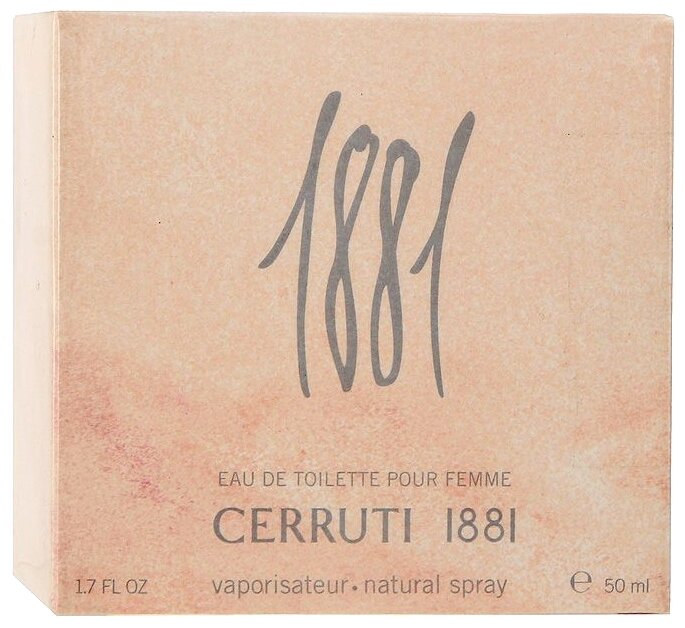 1881
EAU DE TOILETTE POUR FEMME
CERRUTI 1881
1.7 FL OZ vaporisateur • natural spray ℮ 50 ml